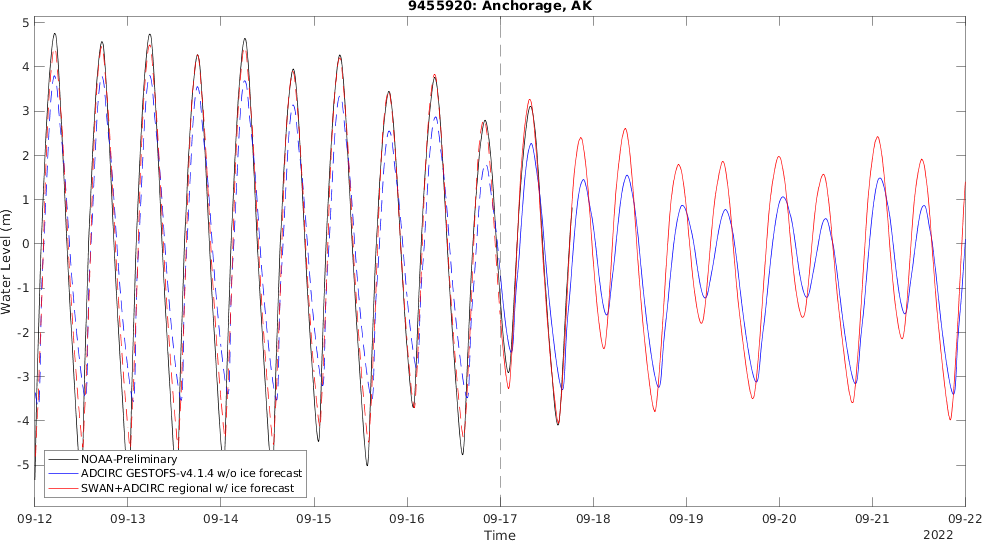 9455920: Anchorage, AK
5
4
3
2
1
0
-1
-2
-3
-4
-5
Water Level (m)
NOAA-Preliminary
ADCIRC GESTOFS-v4.1.4 w/o ice forecast
SWAN+ADCIRC regional w/ ice forecast
09-12 09-13 09-14 09-15 09-16 09-17 09-18 09-19 09-20 09-21 09-22
Time
2022